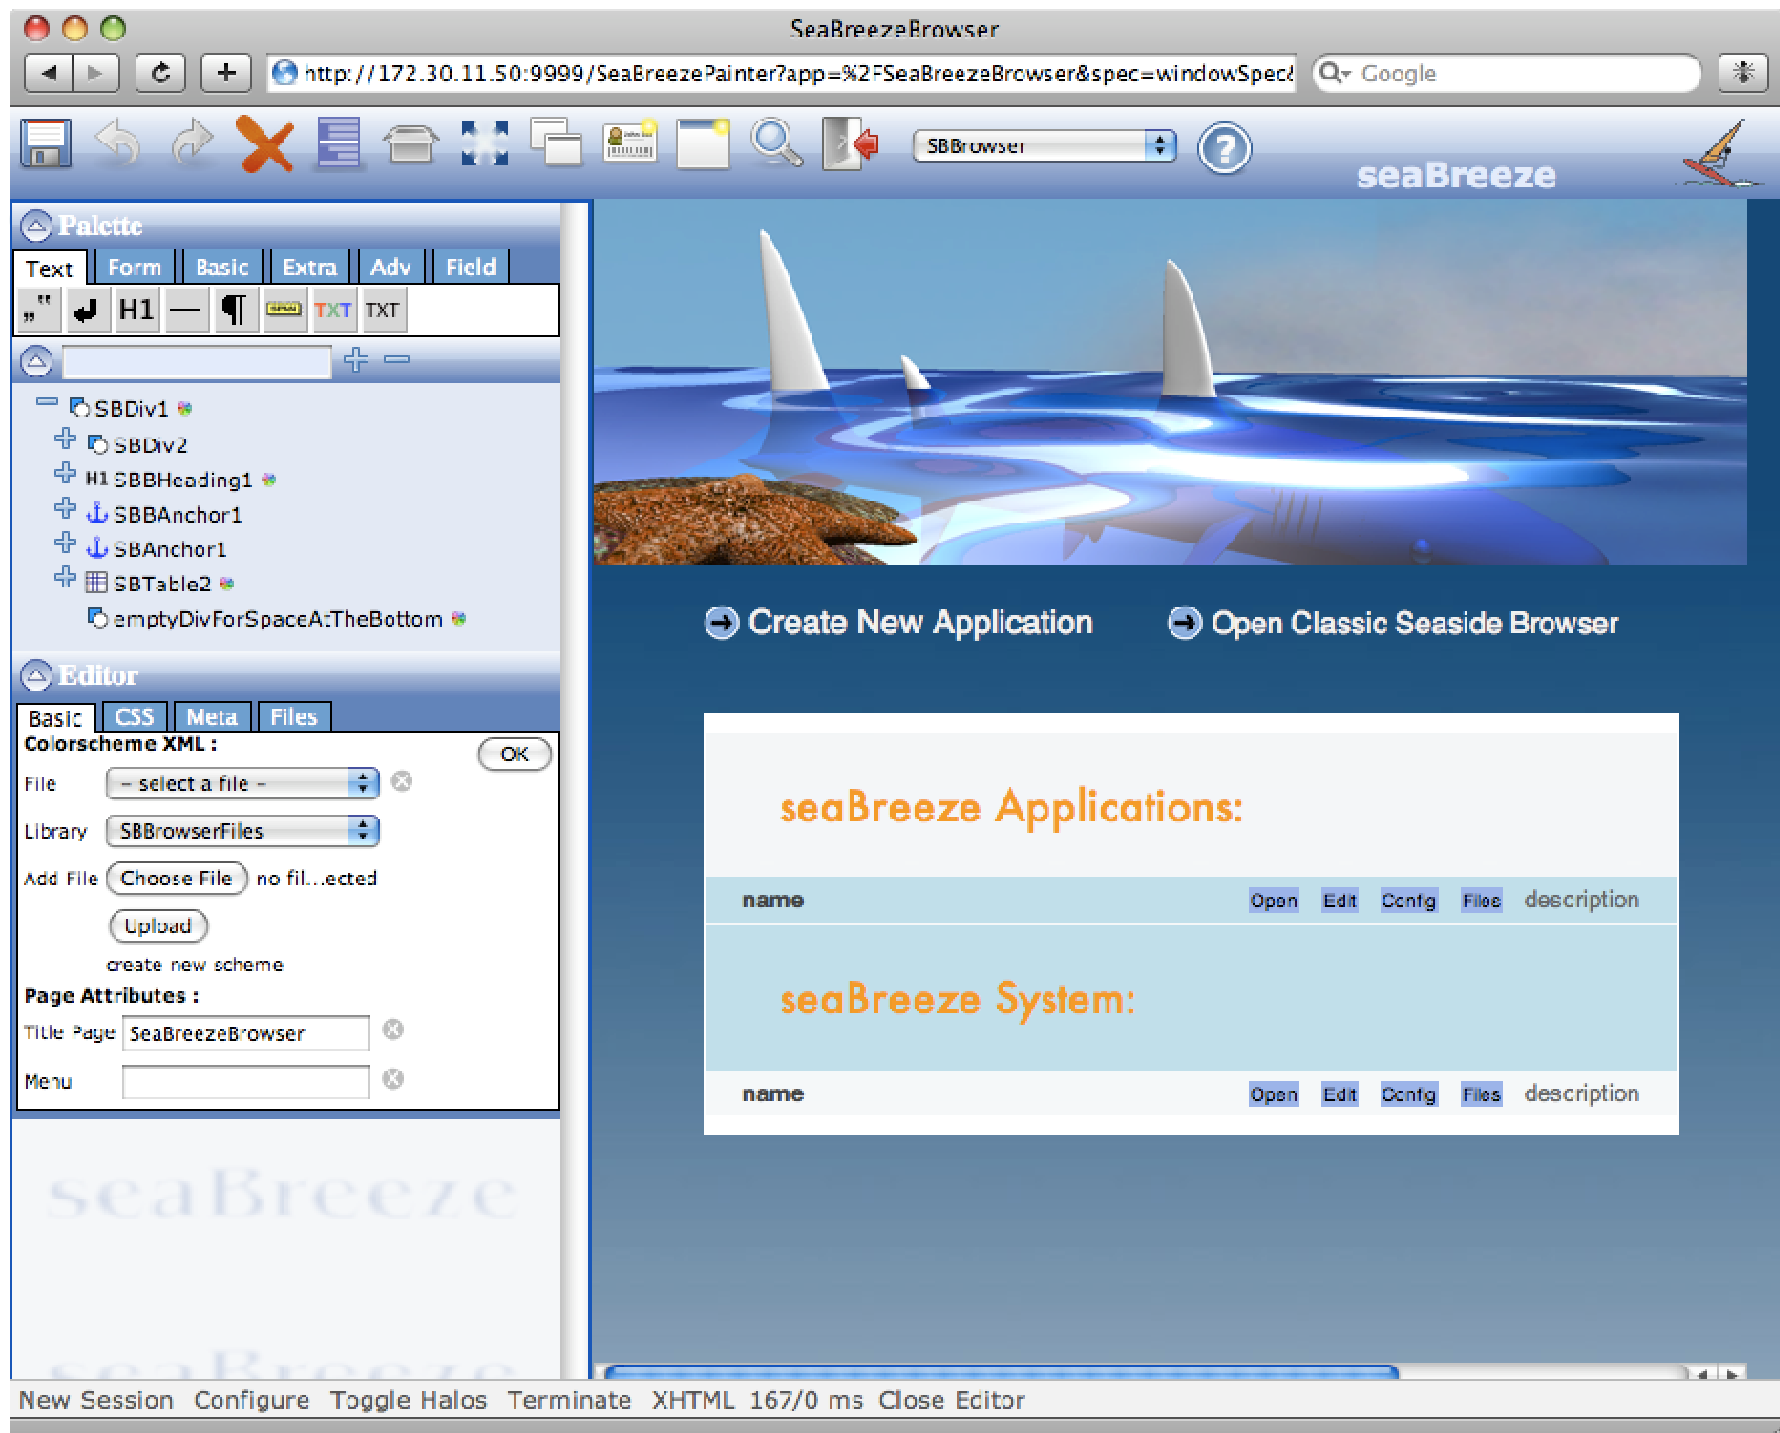 SeaBreezeBrowser
http://172.30.11.50:9999/SeaBreezePainter?app=%2FSeaBreezeBrowser&spec=windowSpec&
Google
SBBrowser
?
seaBreeze
Palette
Text Form Basic Extra Adv Field
H1 TXT TXT
SBDiv1
SBDiv2
H1 SBBHeading1
SBBAnchor1
SBAnchor1
SBTable2
emptyDivForSpaceAtTheBottom
Editor
Basic CSS Meta Files
Colorscheme XML :
OK
File – select a file –
Library SBBrowserFiles
Add File Choose File no fil...ected
Upload
create new scheme
Page Attributes :
Title Page SeaBreezeBrowser
Menu
seaBreeze
seaBreeze
Create New Application
Open Classic Seaside Browser
seaBreeze Applications:
name Open Edit Config Files description
seaBreeze System:
name Open Edit Config Files description
New Session Configure Toggle Halos Terminate XHTML 167/0 ms Close Editor